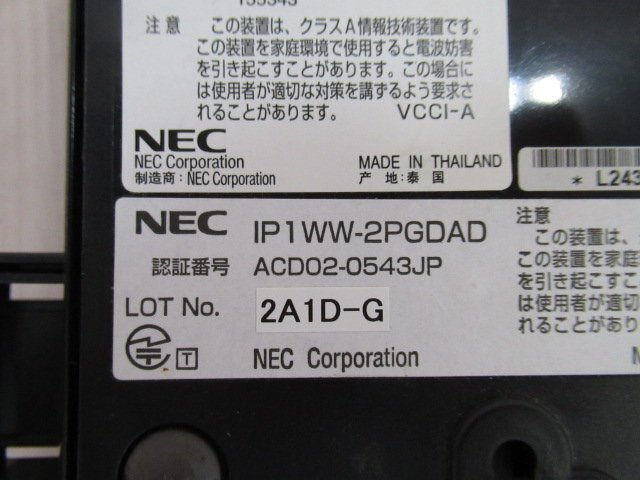 注意 この装置は、クラスA情報技術装置です。
この装置を家庭環境で使用すると電波妨害
を引き起こすことがあります。この場合に
は使用者が適切な対策を講ずるよう要求さ
れることがあります。 VCCI-A
NEC
NEC Corporation MADE IN THAILAND
制造商：NEC Corporation 产地：泰国
* L243
NEC IP1WW-2PGDAD
認証番号 ACD02-0543JP
LOT No. 2A1D-G
T NEC Corporation
注意
この装置は、
この装置を家庭
を引き起こすこ
は使用者が適切
れることがあり